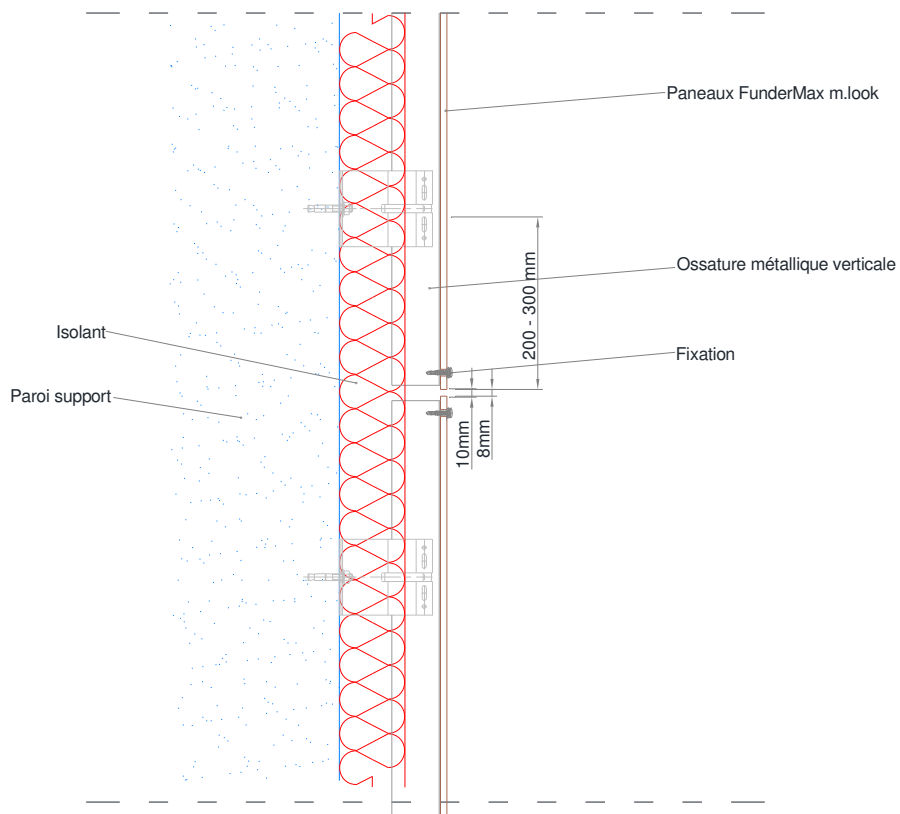 Paneaux FunderMax m.look
Ossature métallique verticale
200 - 300 mm
Isolant
Fixation
Paroi support
10mm
8mm